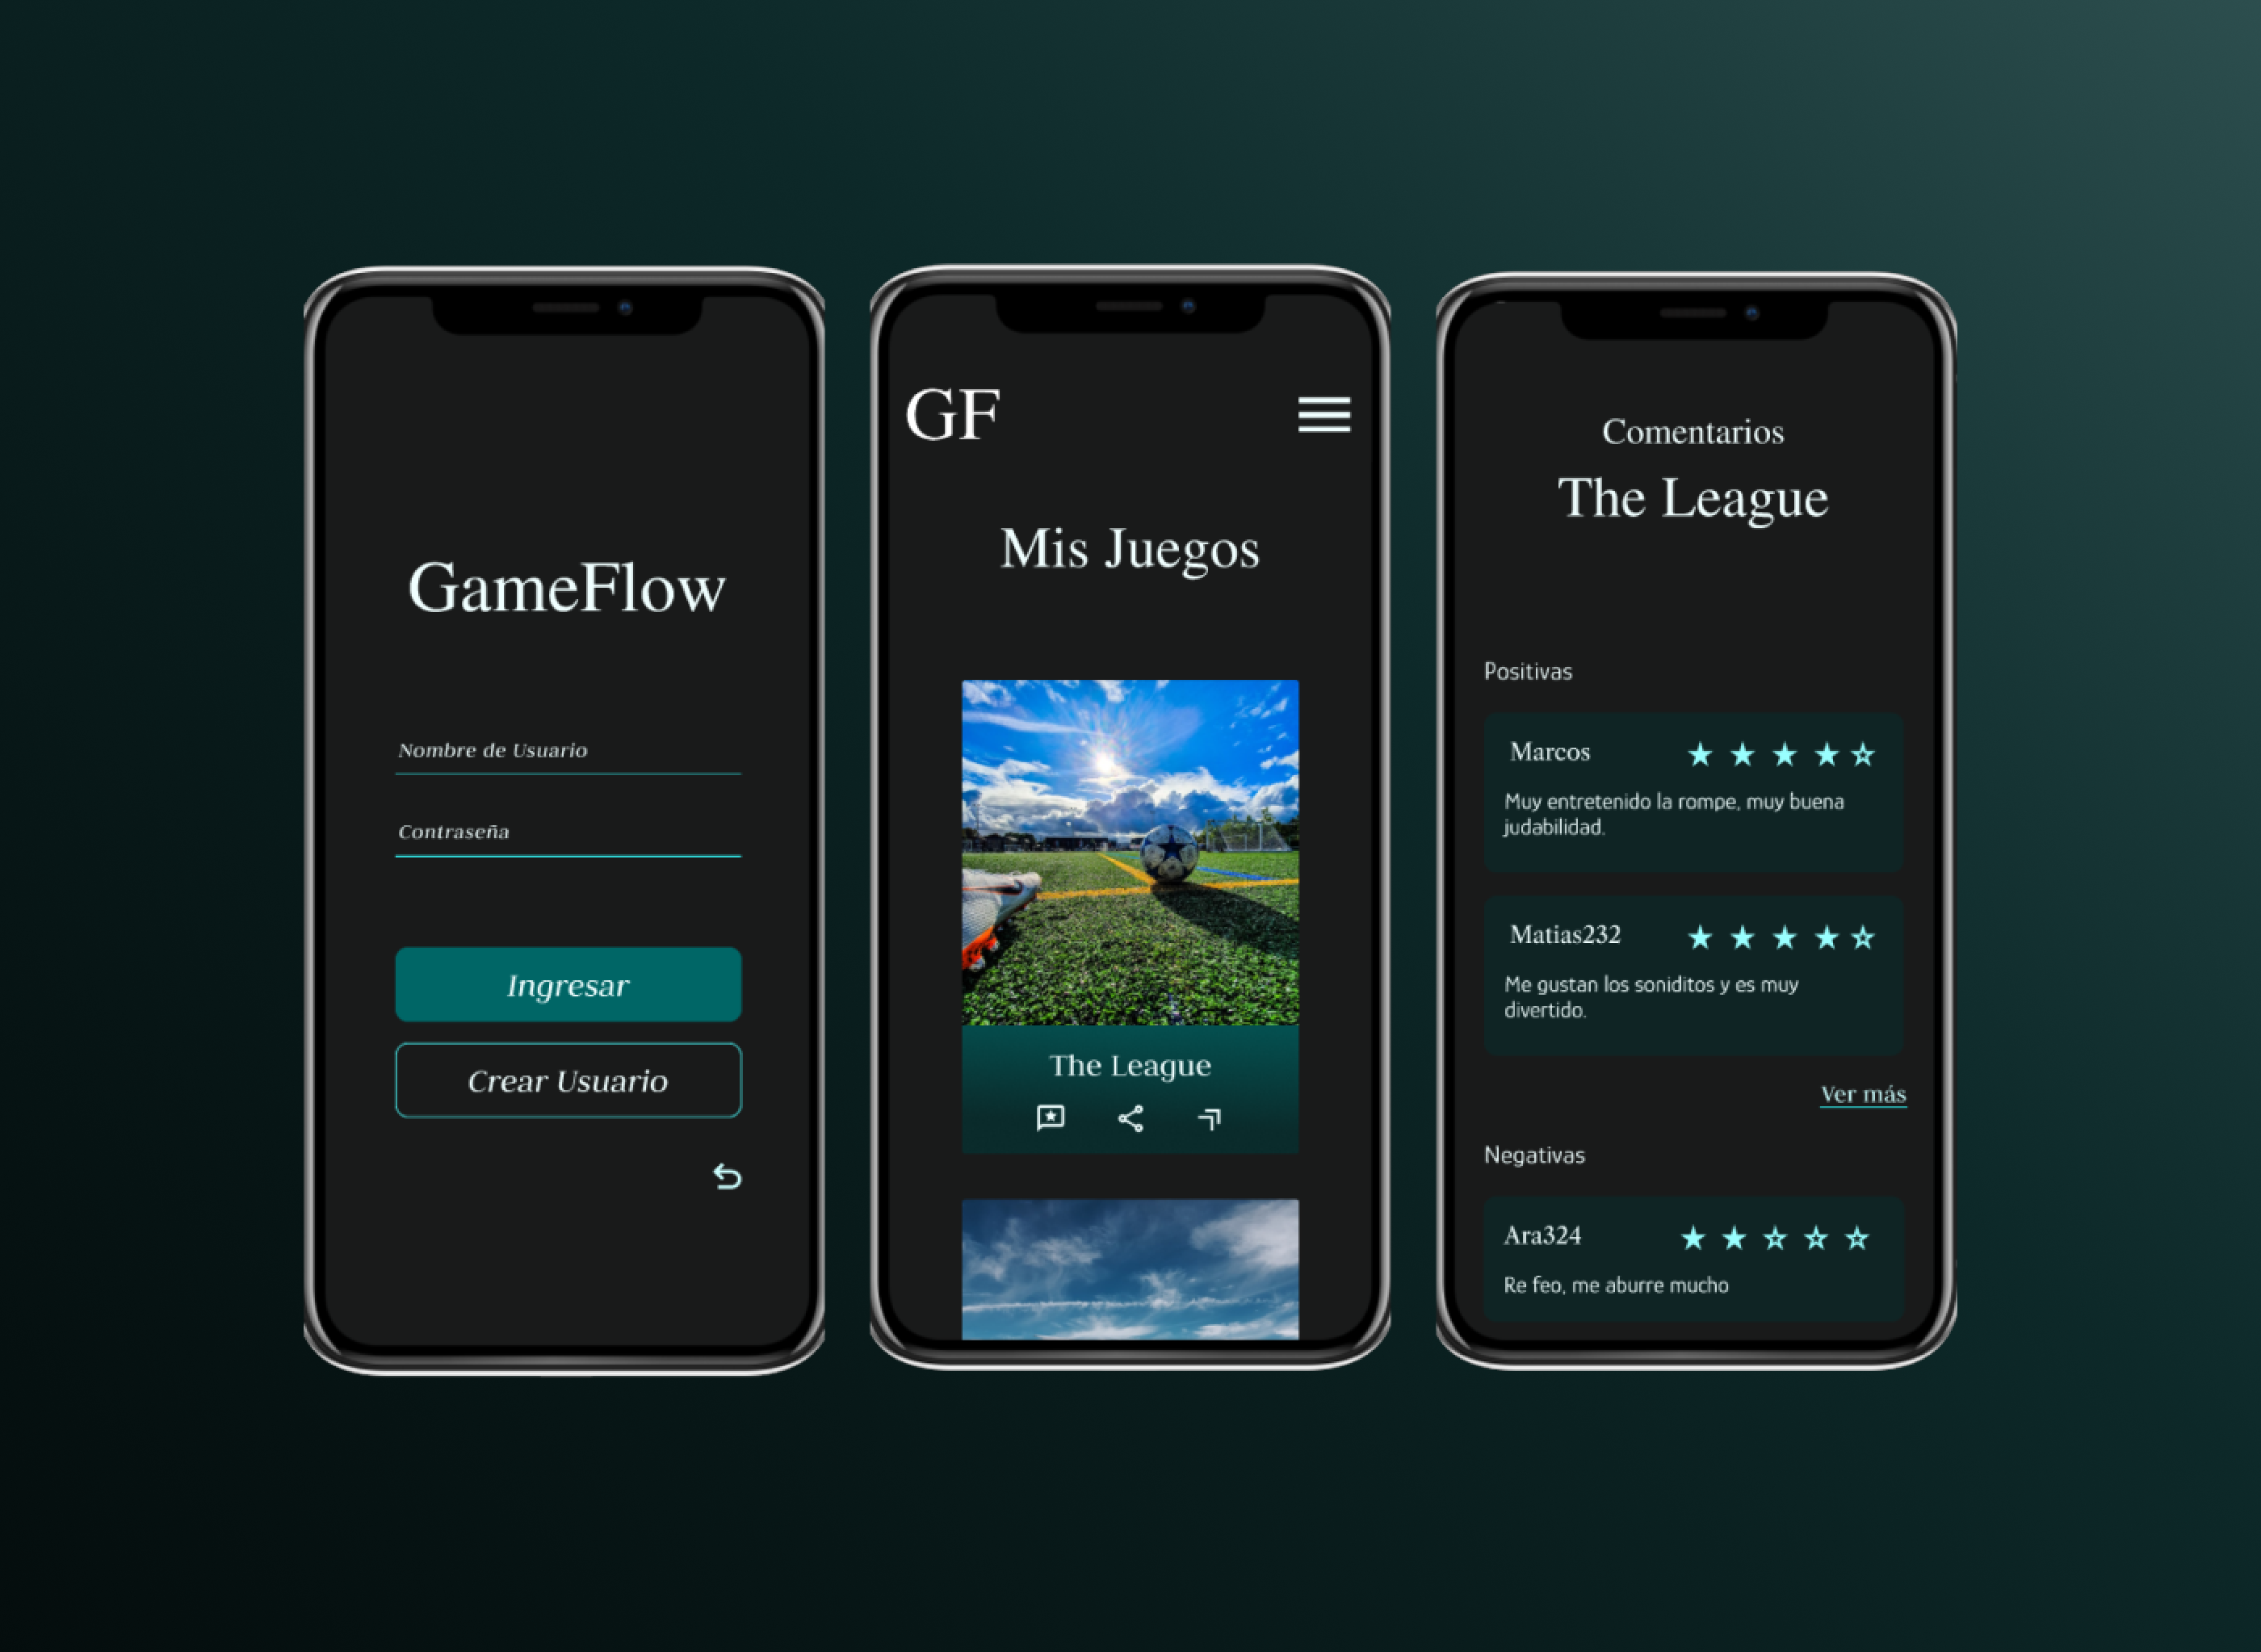 GameFlow
Nombre de Usuario
Contraseña
Ingresar
Crear Usuario
GF
Mis Juegos
The League
Comentarios
The League
Positivas
Marcos
Muy entretenido la rompe, muy buena
judabilidad.
Matias232
Me gustan los soniditos y es muy
divertido.
Ver más
Negativas
Ara324
Re feo, me aburre mucho